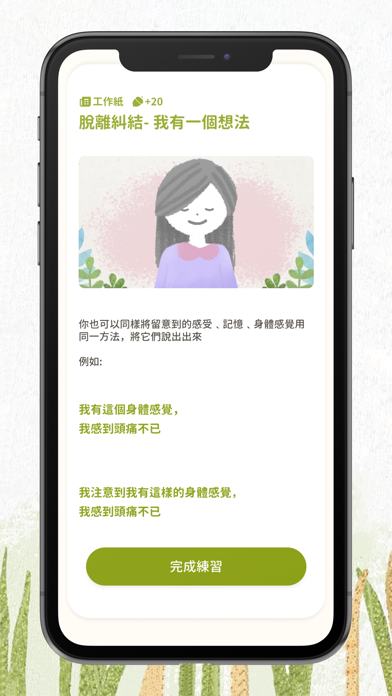 工作紙 +20
脫離糾結- 我有一個想法
你也可以同樣將留意到的感受﹑記憶﹑身體感覺用
同一方法，將它們說出出來
例如:
我有這個身體感覺，
我感到頭痛不已
我注意到我有這樣的身體感覺，
我感到頭痛不已
完成練習